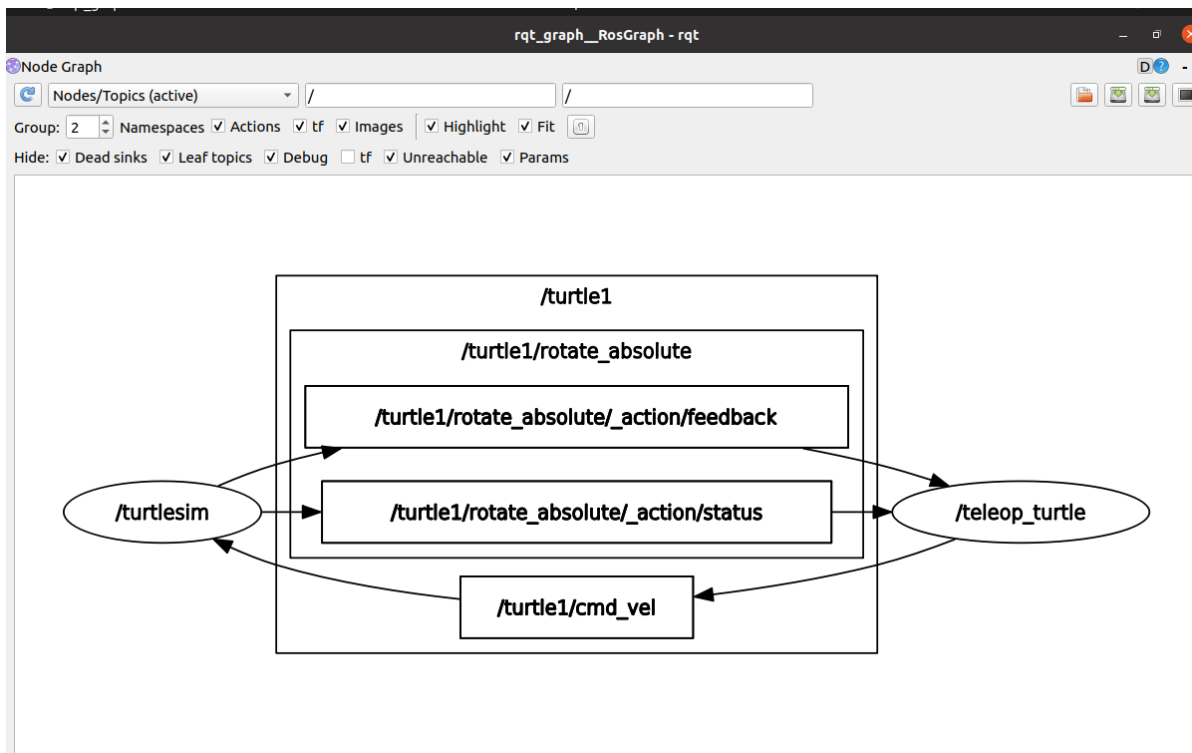 rqt_graph__RosGraph - rqt
Node Graph
D ? -
Nodes/Topics (active) / /
Group: 2 Namespaces Actions tf Images Highlight Fit
Hide: Dead sinks Leaf topics Debug tf Unreachable Params
/turtle1
/turtle1/rotate_absolute
/turtle1/rotate_absolute/_action/feedback
/turtlesim
/turtle1/rotate_absolute/_action/status
/teleop_turtle
/turtle1/cmd_vel